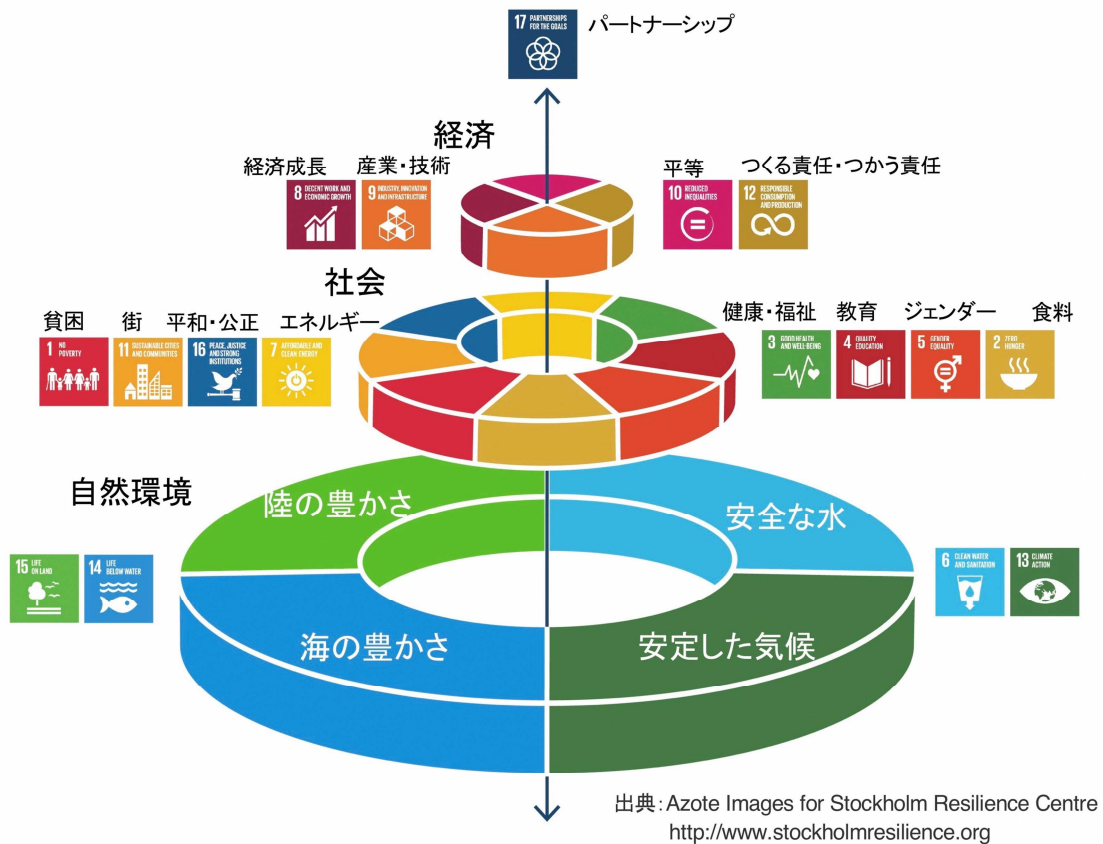 17 PARTNERSHIPS
FOR THE GOALS
パートナーシップ
経済
経済成長
産業・技術
平等
つくる責任・つかう責任
8 DECENT WORK AND
ECONOMIC GROWTH
9 INDUSTRY, INNOVATION
AND INFRASTRUCTURE
10 REDUCED
INEQUALITIES
12 RESPONSIBLE
CONSUMPTION
AND PRODUCTION
社会
貧困
街
平和・公正
エネルギー
健康・福祉
教育
ジェンダー
食料
1 NO
POVERTY
11 SUSTAINABLE CITIES
AND COMMUNITIES
16 PEACE, JUSTICE
AND STRONG
INSTITUTIONS
7 AFFORDABLE AND
CLEAN ENERGY
3 GOOD HEALTH
AND WELL-BEING
4 QUALITY
EDUCATION
5 GENDER
EQUALITY
2 ZERO
HUNGER
自然環境
陸の豊かさ
安全な水
15 LIFE
ON LAND
14 LIFE
BELOW WATER
6 CLEAN WATER
AND SANITATION
13 CLIMATE
ACTION
海の豊かさ
安定した気候
出典：Azote Images for Stockholm Resilience Centre
http://www.stockholmresilience.org